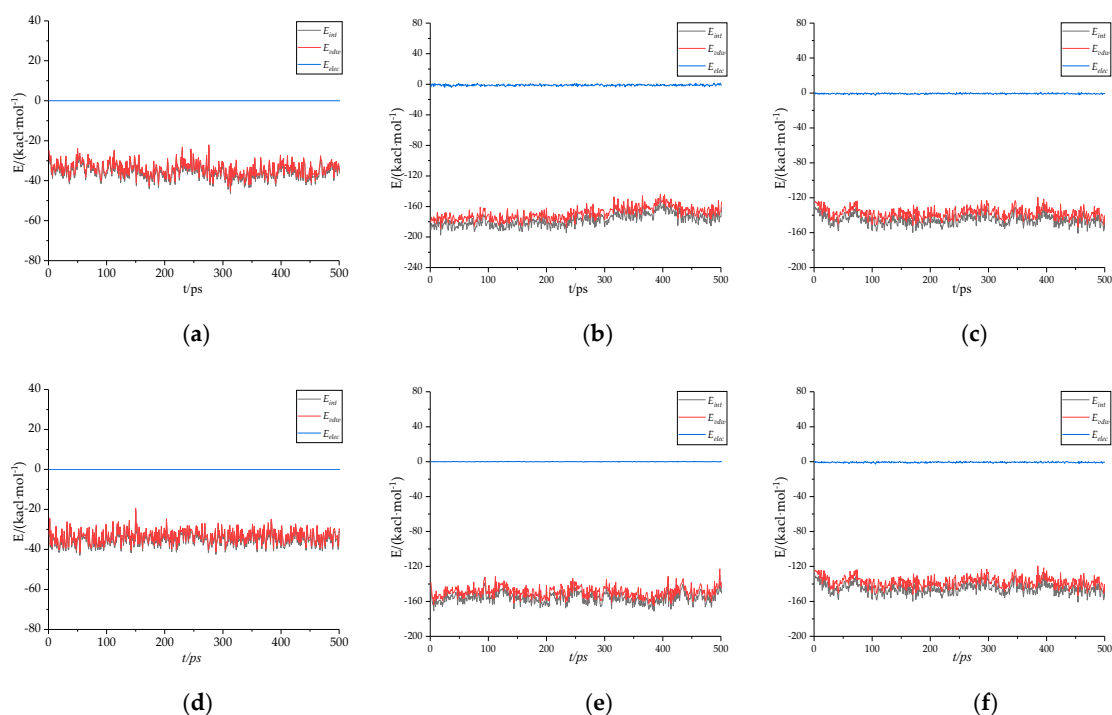 40
20
0
-20
-40
-60
-80
E/(kacl·mol⁻¹)
0 100 200 300 400 500
t/ps
E_int
E_vdw
E_elec
(a)
80
40
0
-40
-80
-120
-160
-200
-240
E/(kacl·mol⁻¹)
0 100 200 300 400 500
t/ps
E_int
E_vdw
E_elec
(b)
80
40
0
-40
-80
-120
-160
-200
E/(kacl·mol⁻¹)
0 100 200 300 400 500
t/ps
E_int
E_vdw
E_elec
(c)
40
20
0
-20
-40
-60
-80
E/(kacl·mol⁻¹)
0 100 200 300 400 500
t/ps
E_int
E_vdw
E_elec
(d)
80
40
0
-40
-80
-120
-160
-200
E/(kacl·mol⁻¹)
0 100 200 300 400 500
t/ps
E_int
E_vdw
E_elec
(e)
80
40
0
-40
-80
-120
-160
-200
E/(kacl·mol⁻¹)
0 100 200 300 400 500
t/ps
E_int
E_vdw
E_elec
(f)